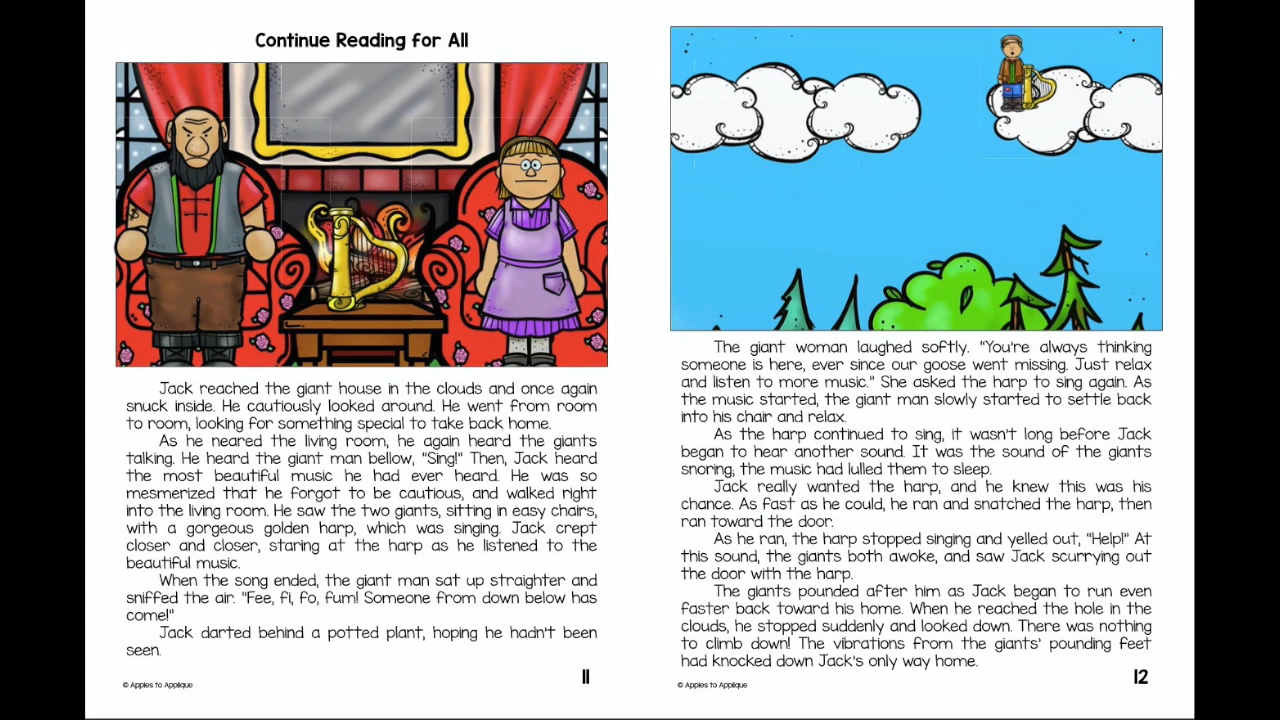 Continue Reading for All
Jack reached the giant house in the clouds and once again
snuck inside. He cautiously looked around. He went from room
to room, looking for something special to take back home.
As he neared the living room, he again heard the giants
talking. He heard the giant man bellow, "Sing!" Then, Jack heard
the most beautiful music he had ever heard. He was so
mesmerized that he forgot to be cautious, and walked right
into the living room. He saw the two giants, sitting in easy chairs,
with a gorgeous golden harp, which was singing. Jack crept
closer and closer, staring at the harp as he listened to the
beautiful music.
When the song ended, the giant man sat up straighter and
sniffed the air. "Fee, fi, fo, fum! Someone from down below has
come!"
Jack darted behind a potted plant, hoping he hadn't been
seen.
© Apples to Applique
11
The giant woman laughed softly. "You're always thinking
someone is here, ever since our goose went missing. Just relax
and listen to more music." She asked the harp to sing again. As
the music started, the giant man slowly started to settle back
into his chair and relax.
As the harp continued to sing, it wasn't long before Jack
began to hear another sound. It was the sound of the giants
snoring, the music had lulled them to sleep.
Jack really wanted the harp, and he knew this was his
chance. As fast as he could, he ran and snatched the harp, then
ran toward the door.
As he ran, the harp stopped singing and yelled out, "Help!" At
this sound, the giants both awoke, and saw Jack scurrying out
the door with the harp.
The giants pounded after him as Jack began to run even
faster back toward his home. When he reached the hole in the
clouds, he stopped suddenly and looked down. There was nothing
to climb down! The vibrations from the giants' pounding feet
had knocked down Jack's only way home.
© Apples to Applique
12